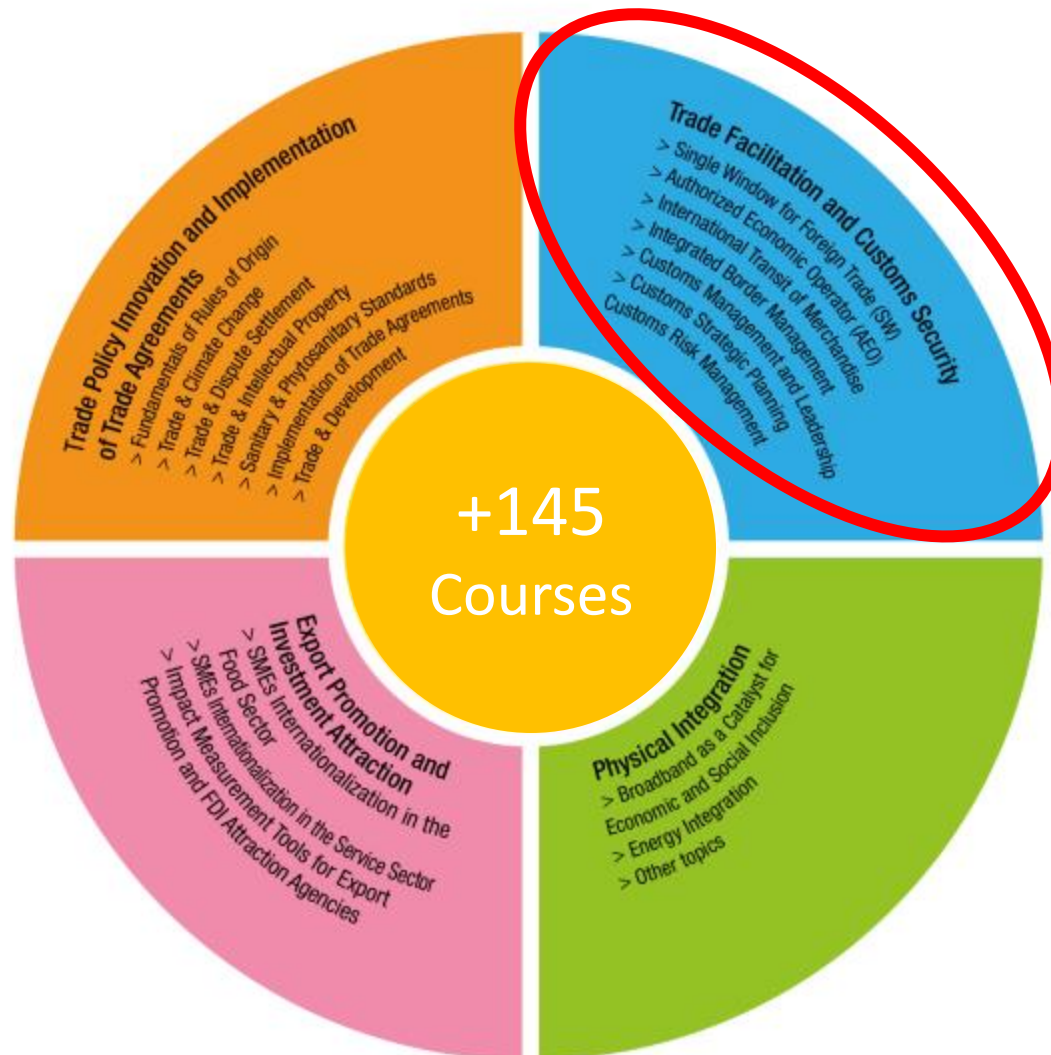 Trade Policy Innovation and Implementation
of Trade Agreements
> Fundamentals of Rules of Origin
> Trade & Climate Change
> Trade & Dispute Settlement
> Trade & Intellectual Property
> Sanitary & Phytosanitary Standards
> Implementation of Trade Agreements
> Trade & Development
Trade Facilitation and Customs Security
> Single Window for Foreign Trade (SW)
> Authorized Economic Operator (AEO)
> International Transit of Merchandise
> Integrated Border Management
> Customs Management and Leadership
> Customs Strategic Planning
Customs Risk Management
+145
Courses
Export Promotion and
Investment Attraction
> SMEs Internationalization in the
Food Sector
> SMEs Internationalization in the Service Sector
> Impact Measurement Tools for Export
Promotion and FDI Attraction Agencies
Physical Integration
> Broadband as a Catalyst for
Economic and Social Inclusion
> Energy Integration
> Other topics